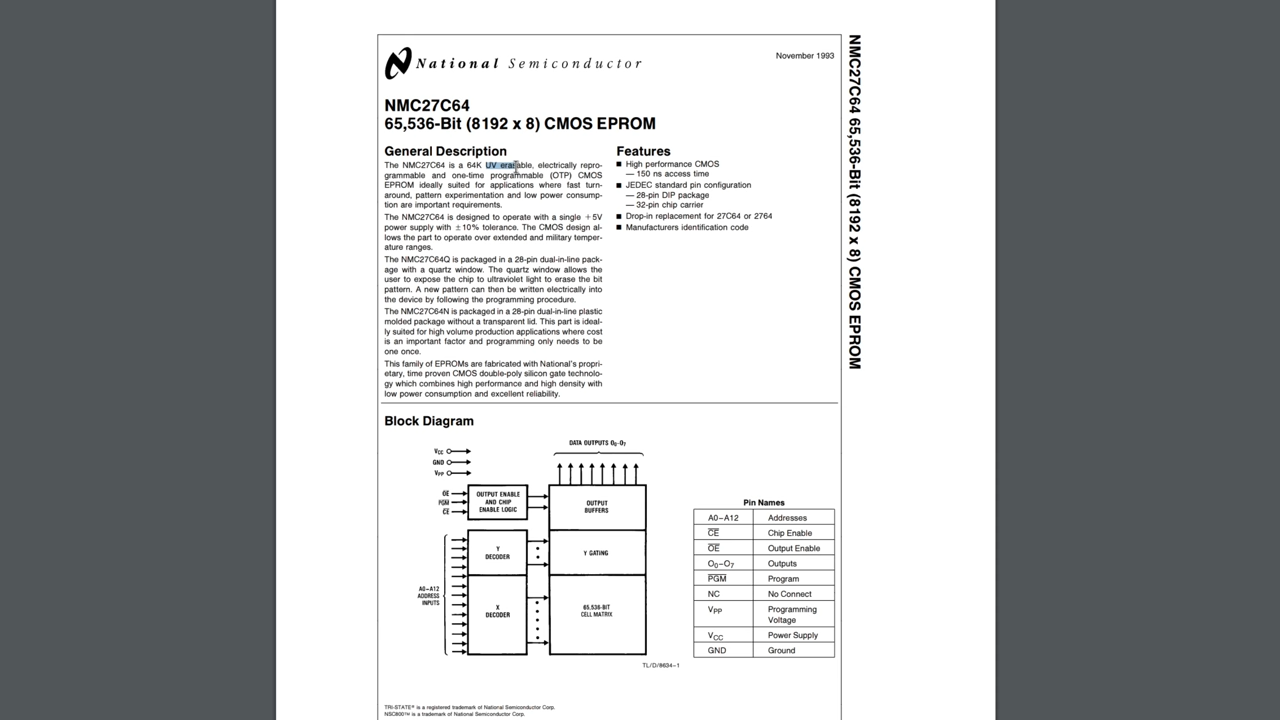 National Semiconductor
November 1993
NMC27C64
65,536-Bit (8192 x 8) CMOS EPROM
General Description
The NMC27C64 is a 64K UV erasable, electrically repro-
grammable and one-time programmable (OTP) CMOS
EPROM ideally suited for applications where fast turn-
around, pattern experimentation and low power consump-
tion are important requirements.
The NMC27C64 is designed to operate with a single +5V
power supply with ±10% tolerance. The CMOS design al-
lows the part to operate over extended and military temper-
ature ranges.
The NMC27C64Q is packaged in a 28-pin dual-in-line pack-
age with a quartz window. The quartz window allows the
user to expose the chip to ultraviolet light to erase the bit
pattern. A new pattern can then be written electrically into
the device by following the programming procedure.
The NMC27C64N is packaged in a 28-pin dual-in-line plastic
molded package without a transparent lid. This part is ideal-
ly suited for high volume production applications where cost
is an important factor and programming only needs to be
one once.
This family of EPROMs are fabricated with National's propri-
etary, time proven CMOS double-poly silicon gate technolo-
gy which combines high performance and high density with
low power consumption and excellent reliability.
Features
■ High performance CMOS
— 150 ns access time
■ JEDEC standard pin configuration
— 28-pin DIP package
— 32-pin chip carrier
■ Drop-in replacement for 27C64 or 2764
■ Manufacturers identification code
NMC27C64 65,536-Bit (8192 x 8) CMOS EPROM
Block Diagram
DATA OUTPUTS O0-O7
VCC
GND
VPP
OE
PGM
CE
OUTPUT ENABLE
AND CHIP
ENABLE LOGIC
OUTPUT
BUFFERS
Y
DECODER
Y GATING
A0-A12
ADDRESS
INPUTS
X
DECODER
65,536-BIT
CELL MATRIX
TL/D/8634-1
Pin Names
A0–A12 Addresses
CE Chip Enable
OE Output Enable
O0–O7 Outputs
PGM Program
NC No Connect
VPP Programming
Voltage
VCC Power Supply
GND Ground
TRI-STATE® is a registered trademark of National Semiconductor Corp.
NSC800™ is a trademark of National Semiconductor Corp.